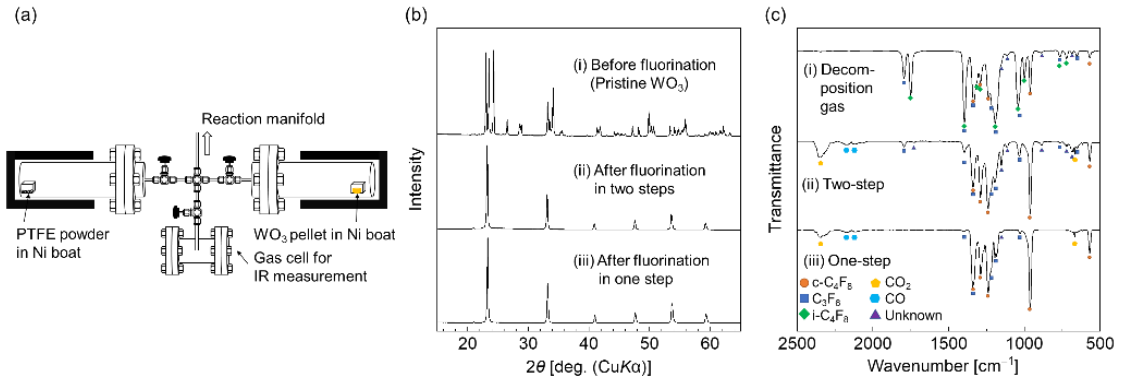 (a)
Reaction manifold
PTFE powder
in Ni boat
WO₃ pellet in Ni boat
Gas cell for
IR measurement
(b)
Intensity
(i) Before fluorination
(Pristine WO₃)
(ii) After fluorination
in two steps
(iii) After fluorination
in one step
20 30 40 50 60
2θ [deg. (CuKα)]
(c)
Transmittance
(i) Decom-
position
gas
(ii) Two-step
(iii) One-step
c-C₄F₈
C₃F₆
i-C₄F₈
CO₂
CO
Unknown
2500 2000 1500 1000 500
Wavenumber [cm⁻¹]